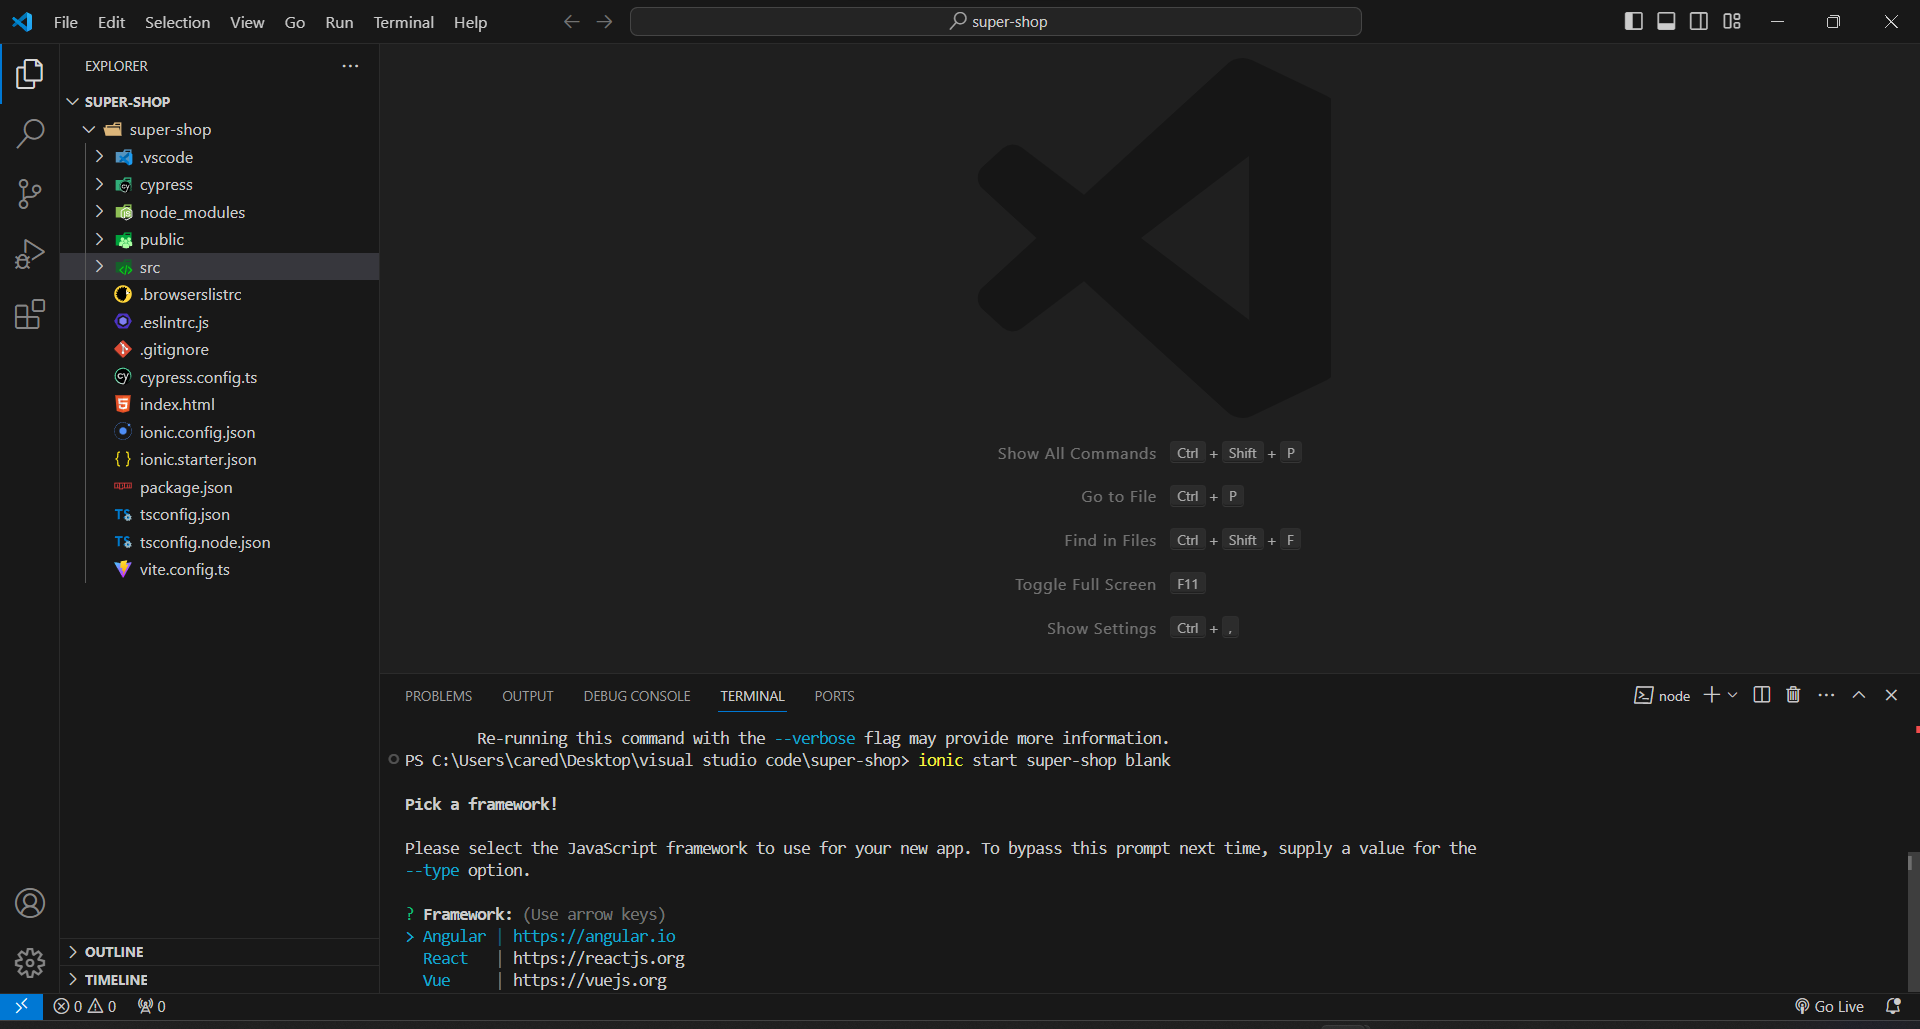 File Edit Selection View Go Run Terminal Help
super-shop
EXPLORER
SUPER-SHOP
super-shop
.vscode
cypress
node_modules
public
src
.browserslistrc
.eslintrc.js
.gitignore
cypress.config.ts
index.html
ionic.config.json
ionic.starter.json
package.json
tsconfig.json
tsconfig.node.json
vite.config.ts
OUTLINE
TIMELINE
Show All Commands Ctrl + Shift + P
Go to File Ctrl + P
Find in Files Ctrl + Shift + F
Toggle Full Screen F11
Show Settings Ctrl + ,
PROBLEMS OUTPUT DEBUG CONSOLE TERMINAL PORTS
node
Re-running this command with the --verbose flag may provide more information.
PS C:\Users\cared\Desktop\visual studio code\super-shop> ionic start super-shop blank
Pick a framework!
Please select the JavaScript framework to use for your new app. To bypass this prompt next time, supply a value for the
--type option.
? Framework: (Use arrow keys)
> Angular | https://angular.io
React | https://reactjs.org
Vue | https://vuejs.org
0 0 0
Go Live